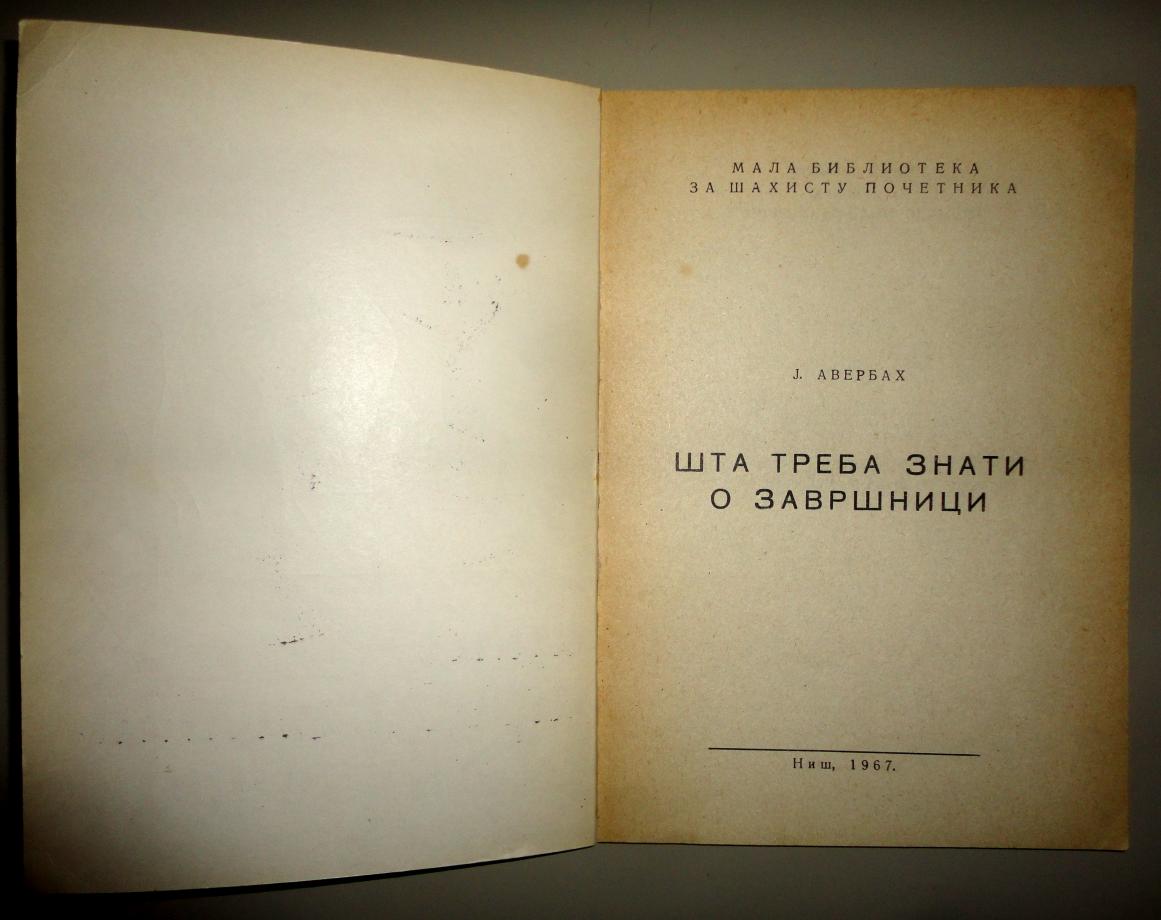 МАЛА БИБЛИОТЕКА
ЗА ШАХИСТУ ПОЧЕТНИКА
Ј. АВЕРБАХ
ШТА ТРЕБА ЗНАТИ
О ЗАВРШНИЦИ
Ниш, 1967.